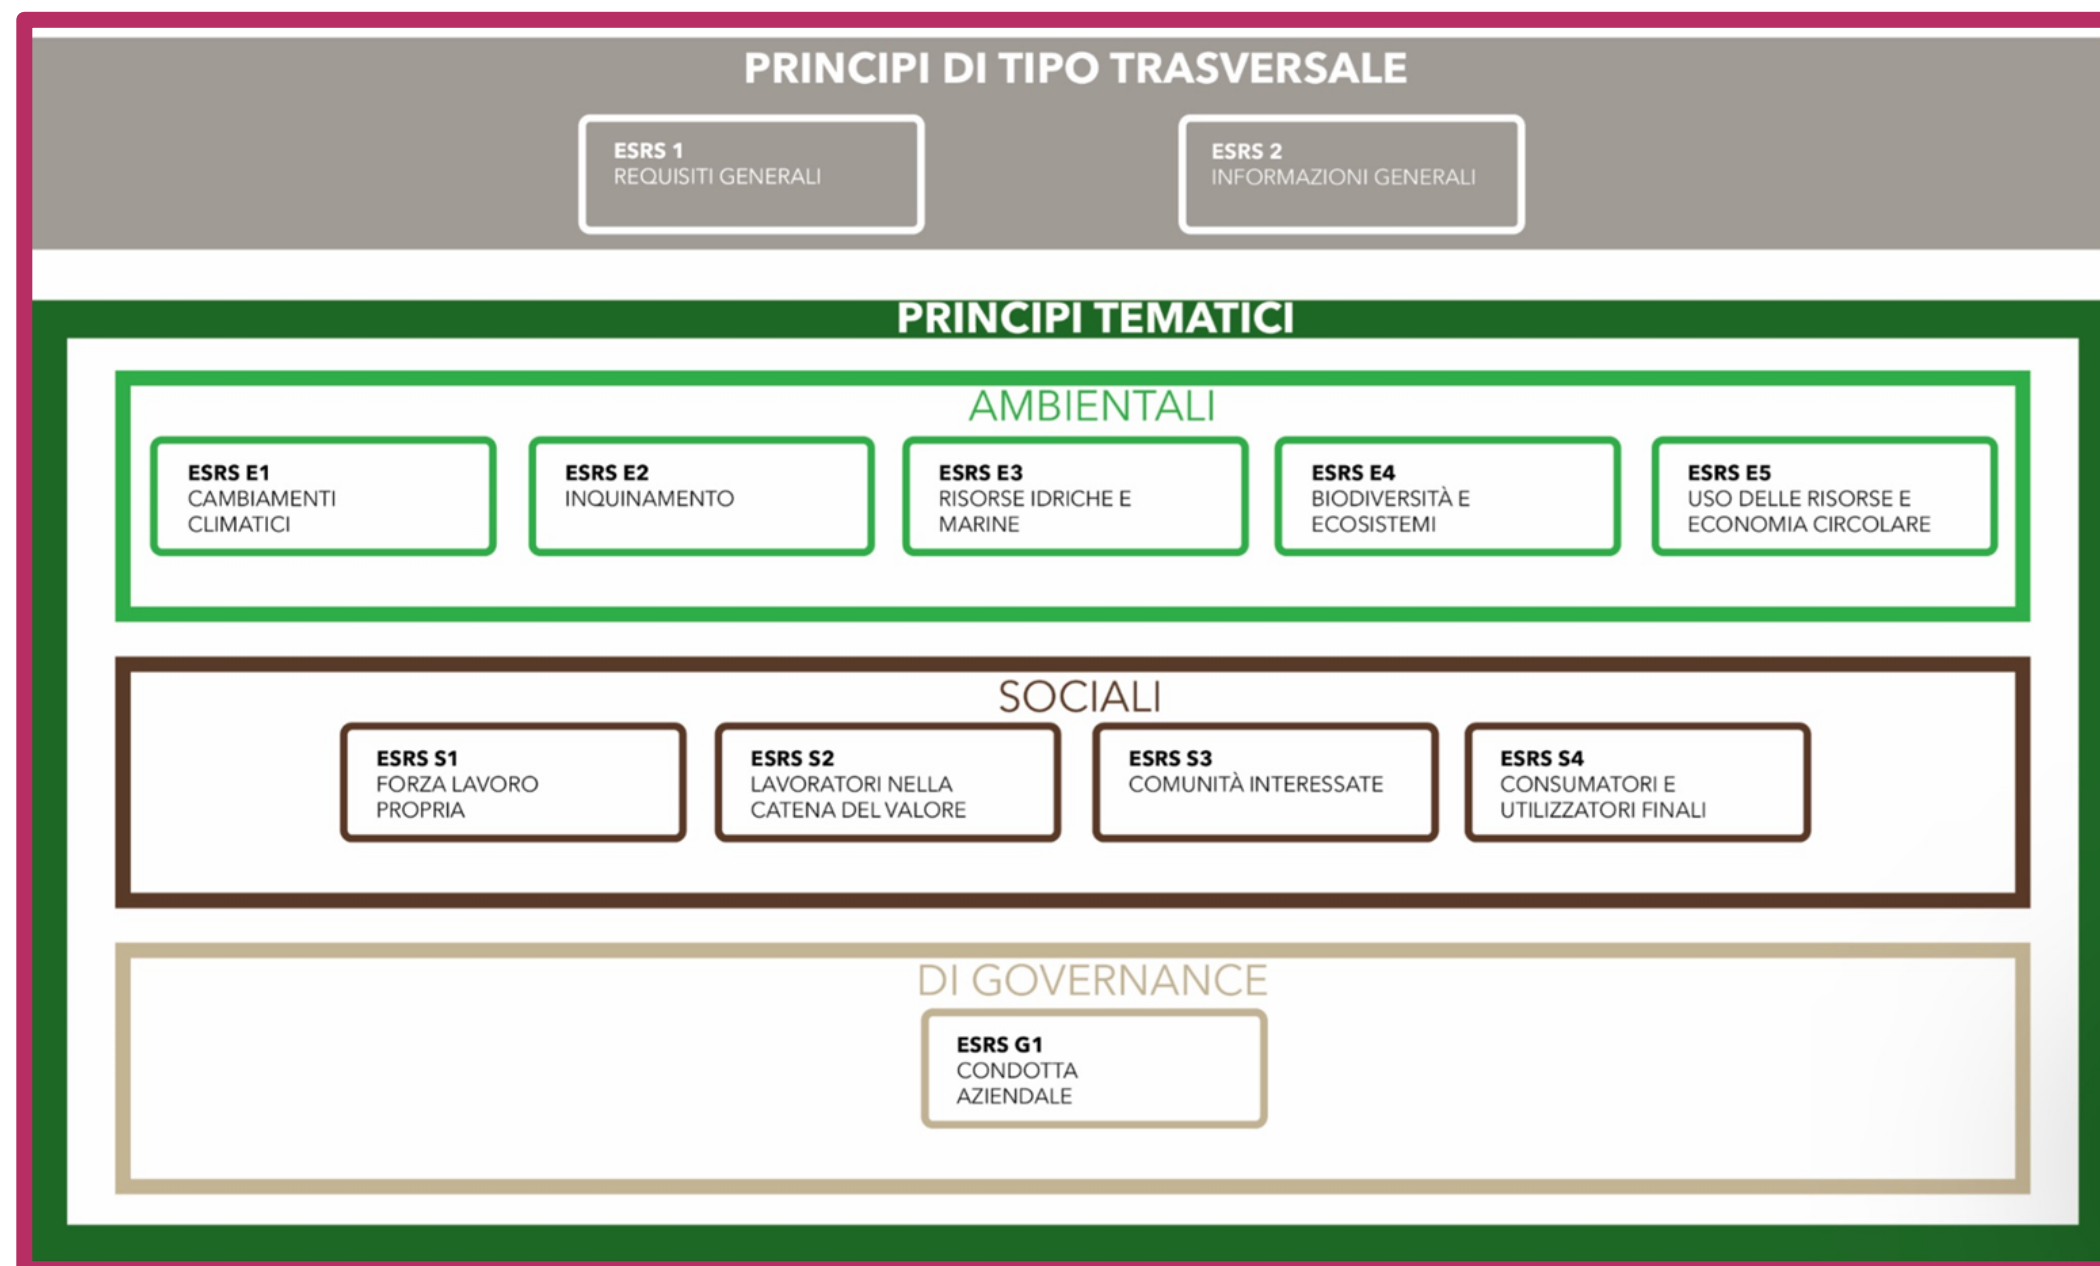 PRINCIPI DI TIPO TRASVERSALE
ESRS 1
REQUISITI GENERALI
ESRS 2
INFORMAZIONI GENERALI
PRINCIPI TEMATICI
AMBIENTALI
ESRS E1
CAMBIAMENTI
CLIMATICI
ESRS E2
INQUINAMENTO
ESRS E3
RISORSE IDRICHE E
MARINE
ESRS E4
BIODIVERSITÀ E
ECOSISTEMI
ESRS E5
USO DELLE RISORSE E
ECONOMIA CIRCOLARE
SOCIALI
ESRS S1
FORZA LAVORO
PROPRIA
ESRS S2
LAVORATORI NELLA
CATENA DEL VALORE
ESRS S3
COMUNITÀ INTERESSATE
ESRS S4
CONSUMATORI E
UTILIZZATORI FINALI
DI GOVERNANCE
ESRS G1
CONDOTTA
AZIENDALE